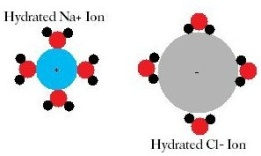 Hydrated Na+ Ion
+
-
Hydrated Cl- Ion